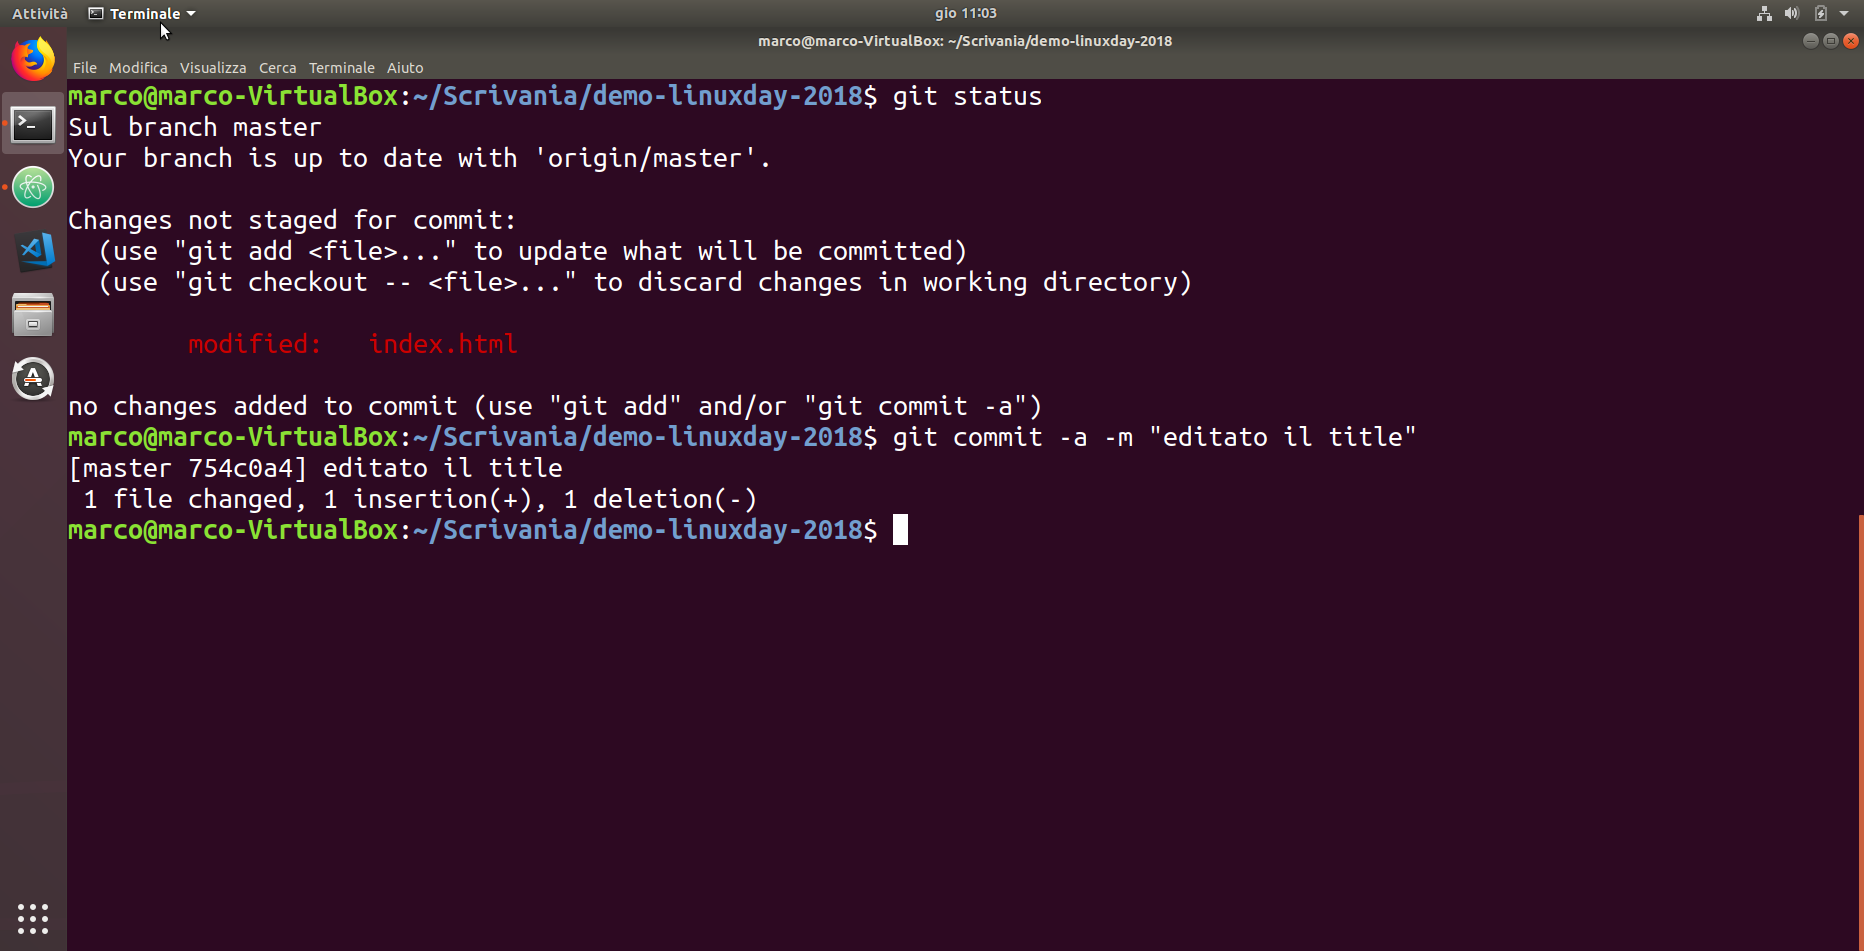 Attività Terminale gio 11:03
marco@marco-VirtualBox: ~/Scrivania/demo-linuxday-2018
File Modifica Visualizza Cerca Terminale Aiuto
marco@marco-VirtualBox:~/Scrivania/demo-linuxday-2018$ git status
Sul branch master
Your branch is up to date with 'origin/master'.
Changes not staged for commit:
  (use "git add <file>..." to update what will be committed)
  (use "git checkout -- <file>..." to discard changes in working directory)
        modified:   index.html
no changes added to commit (use "git add" and/or "git commit -a")
marco@marco-VirtualBox:~/Scrivania/demo-linuxday-2018$ git commit -a -m "editato il title"
[master 754c0a4] editato il title
 1 file changed, 1 insertion(+), 1 deletion(-)
marco@marco-VirtualBox:~/Scrivania/demo-linuxday-2018$